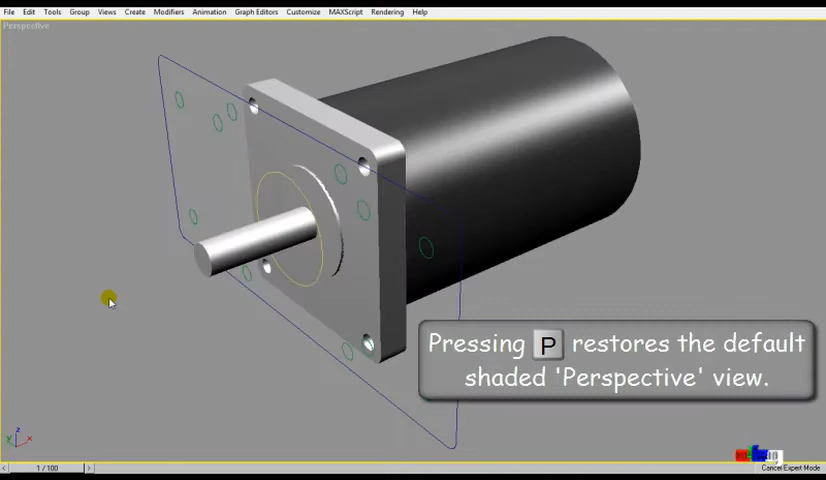 File Edit Tools Group Views Create Modifiers Animation Graph Editors Customize MAXScript Rendering Help
Perspective
Pressing P restores the default
shaded 'Perspective' view.
z
y x
< 1 / 100 >
Cancel Expert Mode